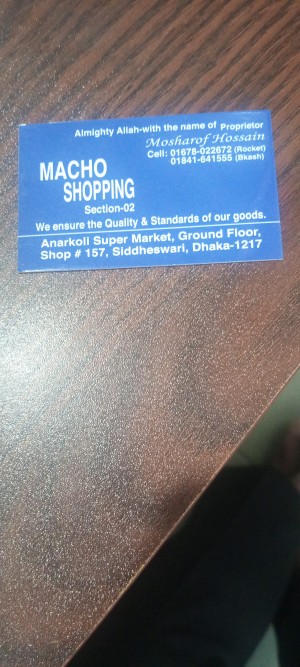 Almighty Allah-with the name of Proprietor
Mosharof Hossain
Cell: 01678-022672 (Rocket)
01841-641555 (Bkash)
MACHO
SHOPPING
Section-02
We ensure the Quality & Standards of our goods.
Anarkoli Super Market, Ground Floor,
Shop # 157, Siddheswari, Dhaka-1217